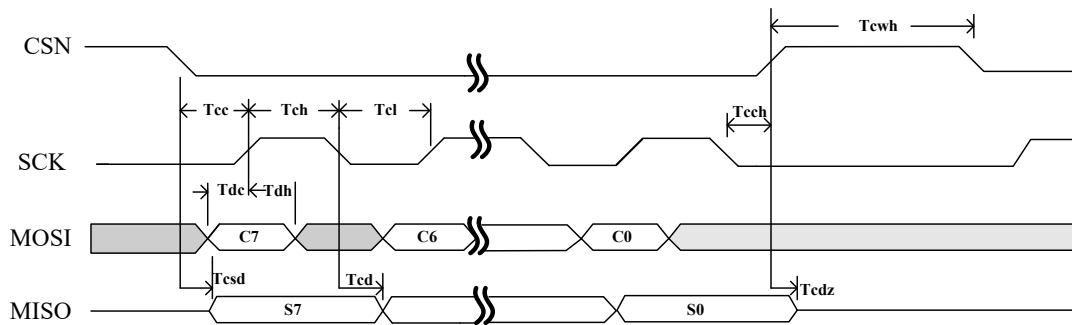 CSN
Tcwh
Tcc
Tch
Tcl
Tcch
SCK
Tdc
Tdh
MOSI
C7
C6
C0
Tcsd
Tcd
Tcdz
MISO
S7
S0